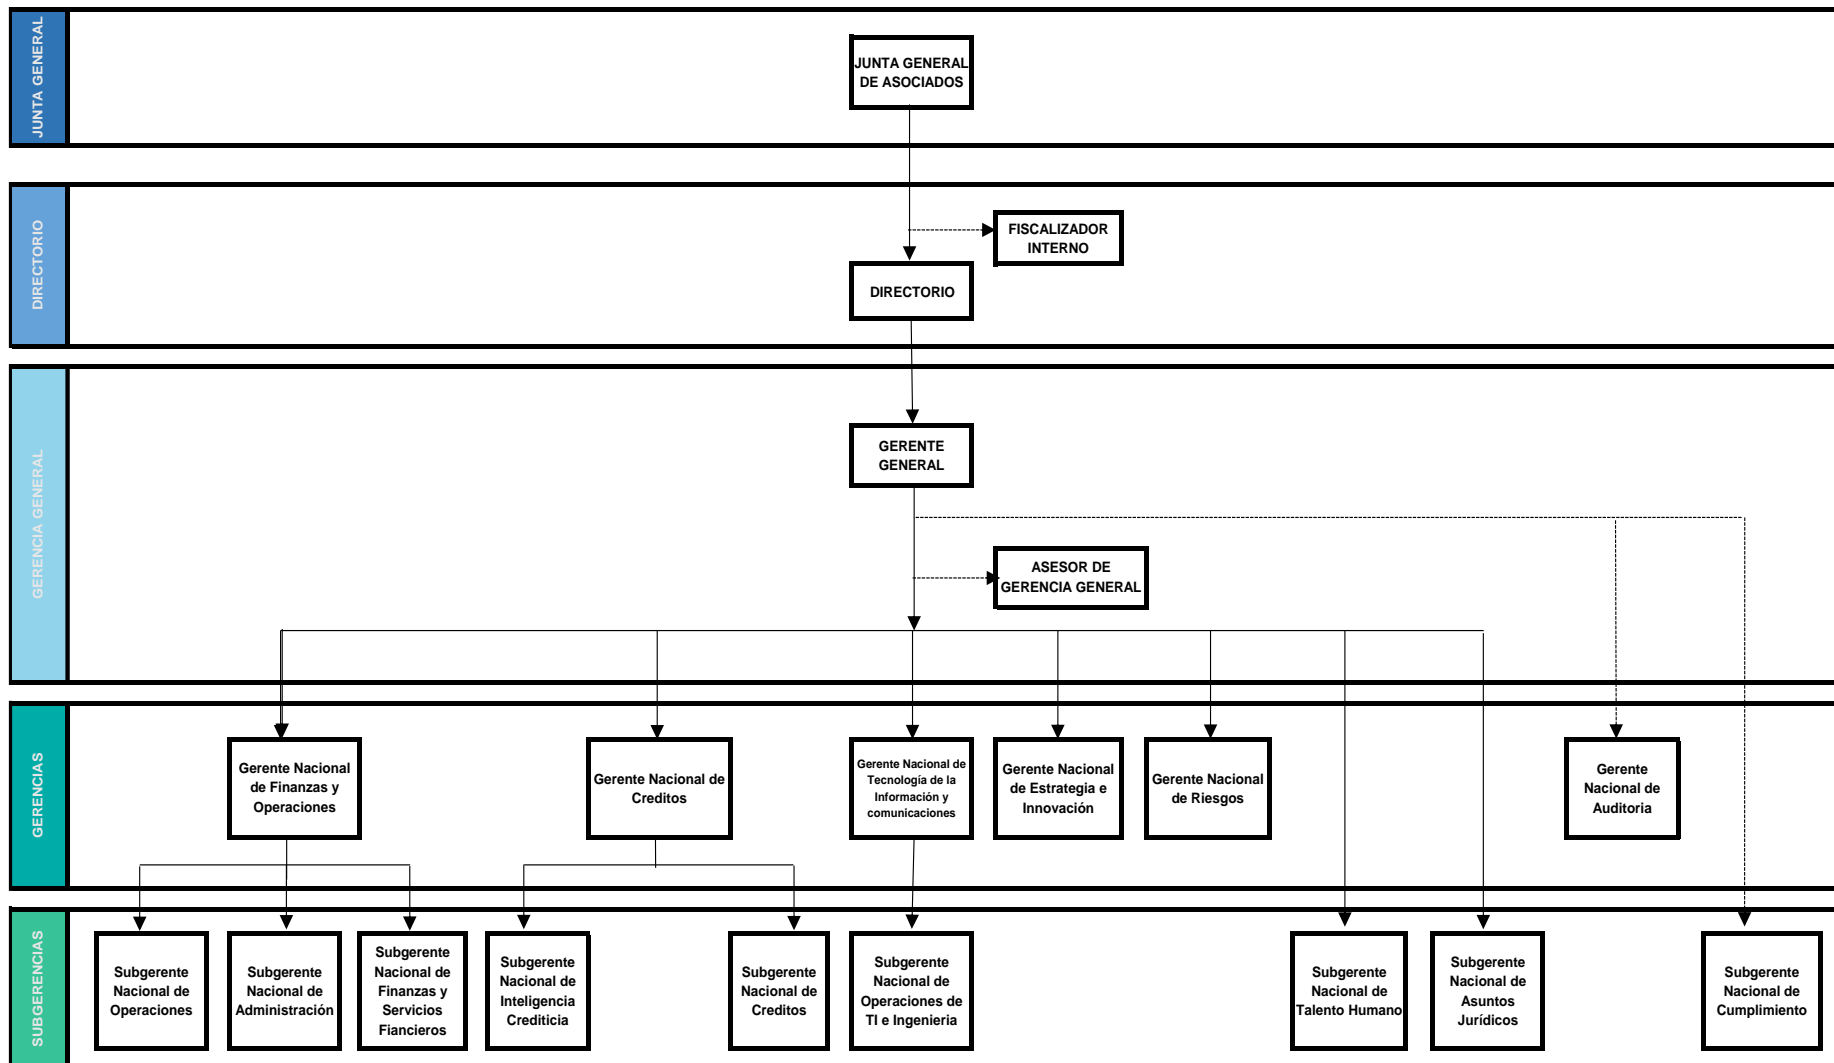 JUNTA GENERAL
JUNTA GENERAL
DE ASOCIADOS
DIRECTORIO
FISCALIZADOR
INTERNO
DIRECTORIO
GERENCIA GENERAL
GERENTE
GENERAL
ASESOR DE
GERENCIA GENERAL
GERENCIAS
Gerente Nacional
de Finanzas y
Operaciones
Gerente Nacional de
Creditos
Gerente Nacional de
Tecnología de la
Información y
comunicaciones
Gerente Nacional
de Estrategia e
Innovación
Gerente Nacional
de Riesgos
Gerente
Nacional de
Auditoria
SUBGERENCIAS
Subgerente
Nacional de
Operaciones
Subgerente
Nacional de
Administración
Subgerente
Nacional de
Finanzas y
Servicios
Fiancieros
Subgerente
Nacional de
Inteligencia
Crediticia
Subgerente
Nacional de
Creditos
Subgerente
Nacional de
Operaciones de
TI e Ingenieria
Subgerente
Nacional de
Talento Humano
Subgerente
Nacional de
Asuntos
Jurídicos
Subgerente
Nacional de
Cumplimiento